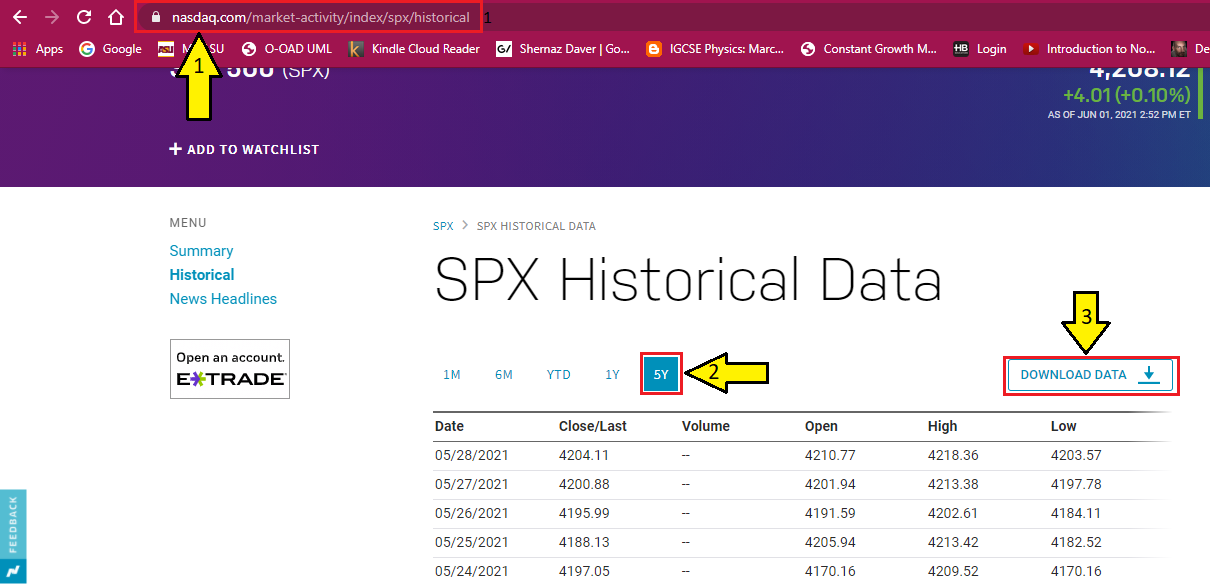 nasdaq.com/market-activity/index/spx/historical 1
Apps Google O-OAD UML Kindle Cloud Reader Shernaz Daver | Go... IGCSE Physics: Marc... Constant Growth M... Login Introduction to No... De
1
500 (SPX)
4,208.12
+4.01 (+0.10%)
AS OF JUN 01, 2021 2:52 PM ET
+ ADD TO WATCHLIST
MENU
Summary
Historical
News Headlines
Open an account.
E*TRADE
SPX > SPX HISTORICAL DATA
SPX Historical Data
3
1M 6M YTD 1Y 5Y 2
DOWNLOAD DATA
Date Close/Last Volume Open High Low
05/28/2021 4204.11 -- 4210.77 4218.36 4203.57
05/27/2021 4200.88 -- 4201.94 4213.38 4197.78
05/26/2021 4195.99 -- 4191.59 4202.61 4184.11
05/25/2021 4188.13 -- 4205.94 4213.42 4182.52
05/24/2021 4197.05 -- 4170.16 4209.52 4170.16
FEEDBACK